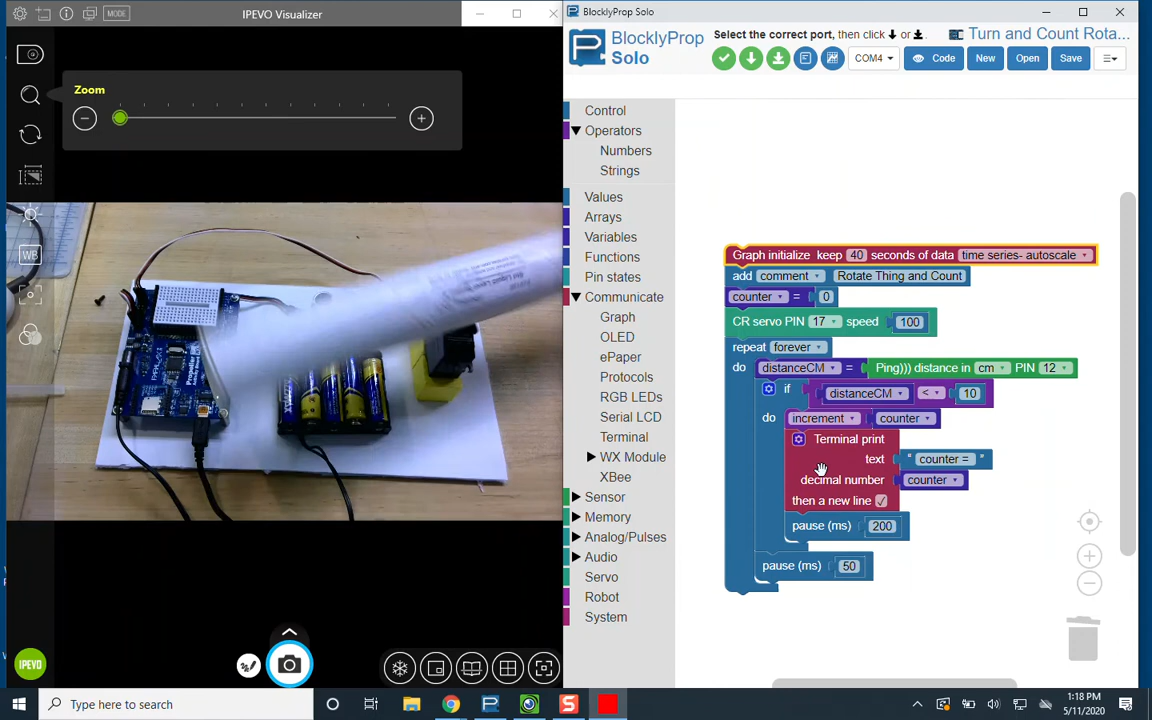 IPEVO Visualizer
MODE
Zoom
WB
IPEVO
BlocklyProp Solo
BlocklyProp
Solo
Select the correct port, then click or
Turn and Count Rota...
COM4
Code
New
Open
Save
Control
Operators
Numbers
Strings
Values
Arrays
Variables
Functions
Pin states
Communicate
Graph
OLED
ePaper
Protocols
RGB LEDs
Serial LCD
Terminal
WX Module
XBee
Sensor
Memory
Analog/Pulses
Audio
Servo
Robot
System
Graph initialize keep 40 seconds of data time series- autoscale
add comment Rotate Thing and Count
counter = 0
CR servo PIN 17 speed 100
repeat forever
do distanceCM = Ping))) distance in cm PIN 12
if distanceCM < 10
do increment counter
Terminal print
text " counter = "
decimal number counter
then a new line
pause (ms) 200
pause (ms) 50
Type here to search
1:18 PM
5/11/2020